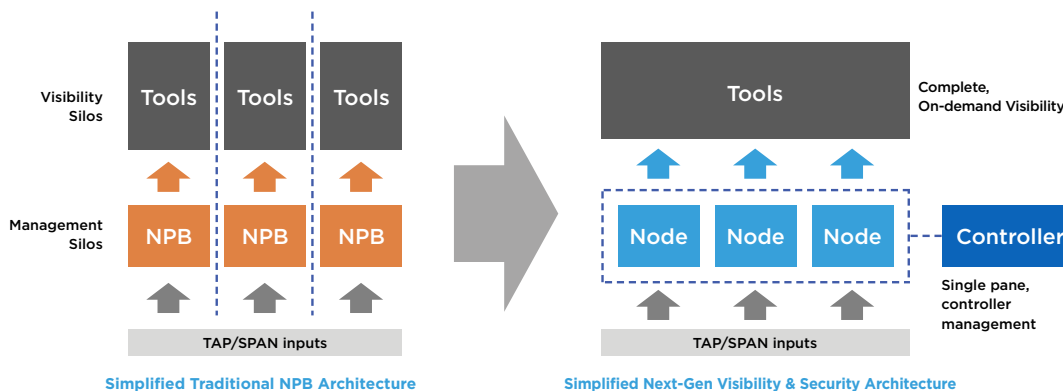 Visibility
Silos
Tools
Tools
Tools
Management
Silos
NPB
NPB
NPB
TAP/SPAN inputs
Simplified Traditional NPB Architecture
Tools
Complete,
On-demand Visibility
Node
Node
Node
Controller
Single pane,
controller
management
TAP/SPAN inputs
Simplified Next-Gen Visibility & Security Architecture